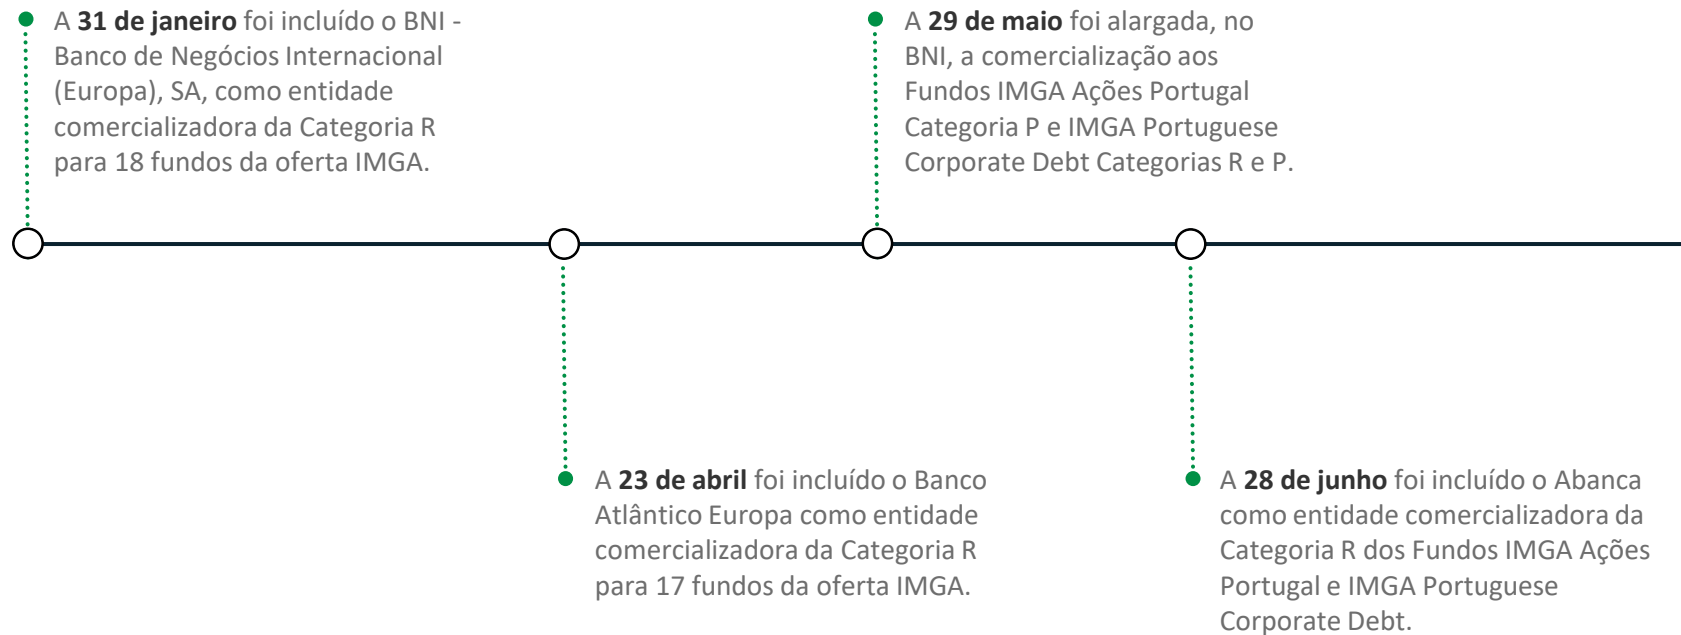 A 31 de janeiro foi incluído o BNI -
Banco de Negócios Internacional
(Europa), SA, como entidade
comercializadora da Categoria R
para 18 fundos da oferta IMGA.
A 23 de abril foi incluído o Banco
Atlântico Europa como entidade
comercializadora da Categoria R
para 17 fundos da oferta IMGA.
A 29 de maio foi alargada, no
BNI, a comercialização aos
Fundos IMGA Ações Portugal
Categoria P e IMGA Portuguese
Corporate Debt Categorias R e P.
A 28 de junho foi incluído o Abanca
como entidade comercializadora da
Categoria R dos Fundos IMGA Ações
Portugal e IMGA Portuguese
Corporate Debt.